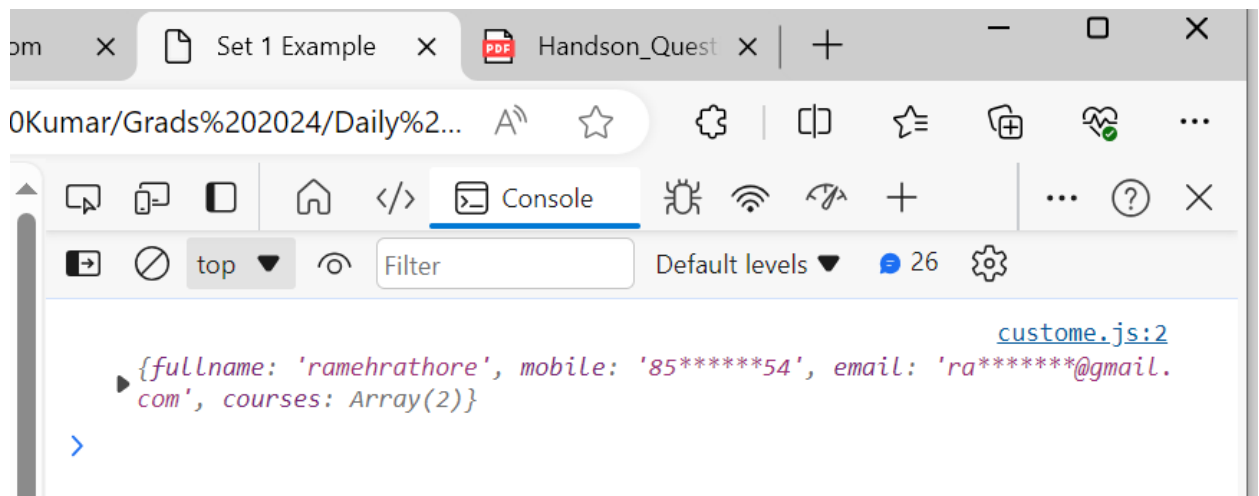 om Set 1 Example Handson_Quest
0Kumar/Grads%202024/Daily%2...
Console
top Filter Default levels 26
custome.js:2
{fullname: 'ramehrathore', mobile: '85******54', email: 'ra*******@gmail.
com', courses: Array(2)}